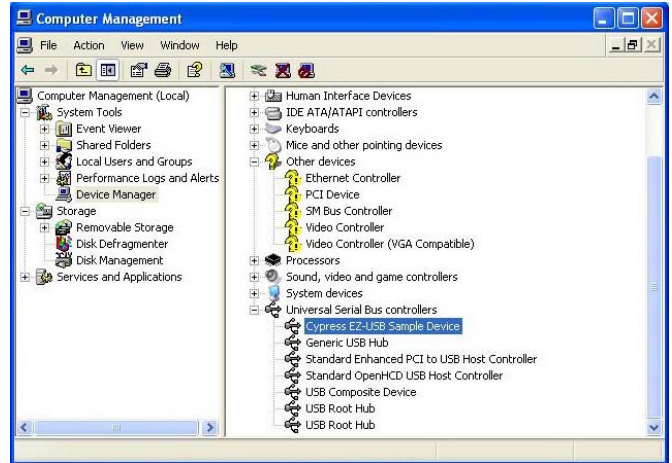 Computer Management
File Action View Window Help
Computer Management (Local)
System Tools
Event Viewer
Shared Folders
Local Users and Groups
Performance Logs and Alerts
Device Manager
Storage
Removable Storage
Disk Defragmenter
Disk Management
Services and Applications
Human Interface Devices
IDE ATA/ATAPI controllers
Keyboards
Mice and other pointing devices
Other devices
Ethernet Controller
PCI Device
SM Bus Controller
Video Controller
Video Controller (VGA Compatible)
Processors
Sound, video and game controllers
System devices
Universal Serial Bus controllers
Cypress EZ-USB Sample Device
Generic USB Hub
Standard Enhanced PCI to USB Host Controller
Standard OpenHCD USB Host Controller
USB Composite Device
USB Root Hub
USB Root Hub